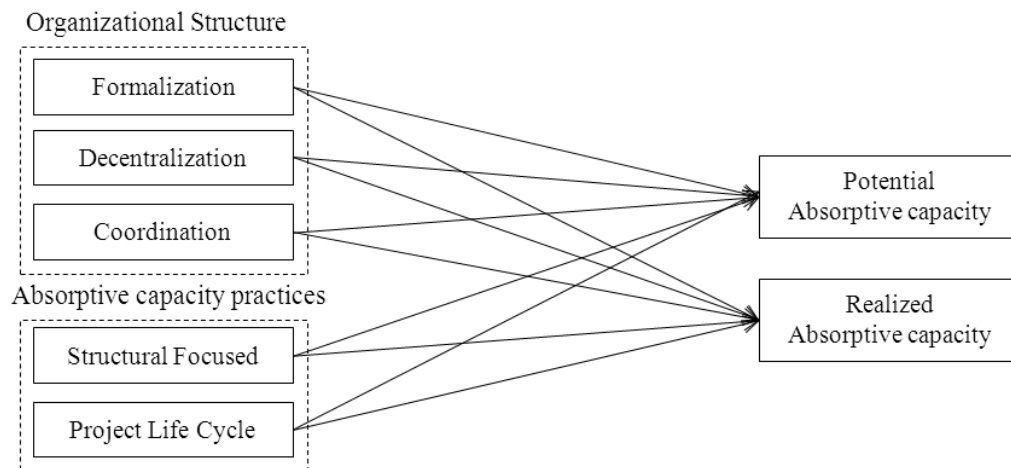 Organizational Structure
Formalization
Decentralization
Coordination
Absorptive capacity practices
Structural Focused
Project Life Cycle
Potential
Absorptive capacity
Realized
Absorptive capacity